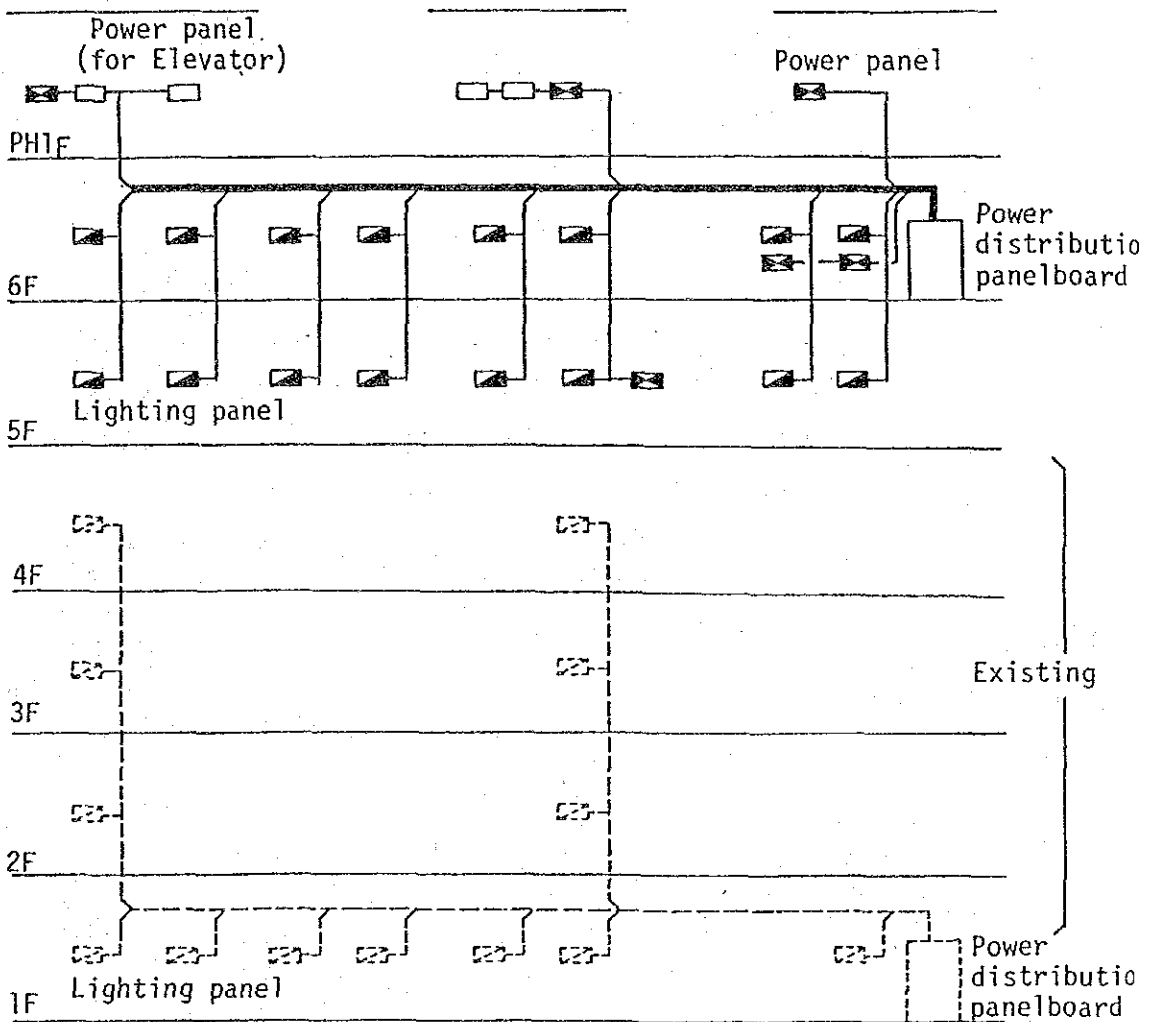 Power panel
(for Elevator)
Power panel
PH1F
Power
distributio
panelboard
6F
Lighting panel
5F
4F
Existing
3F
2F
Power
distributio
panelboard
Lighting panel
1F